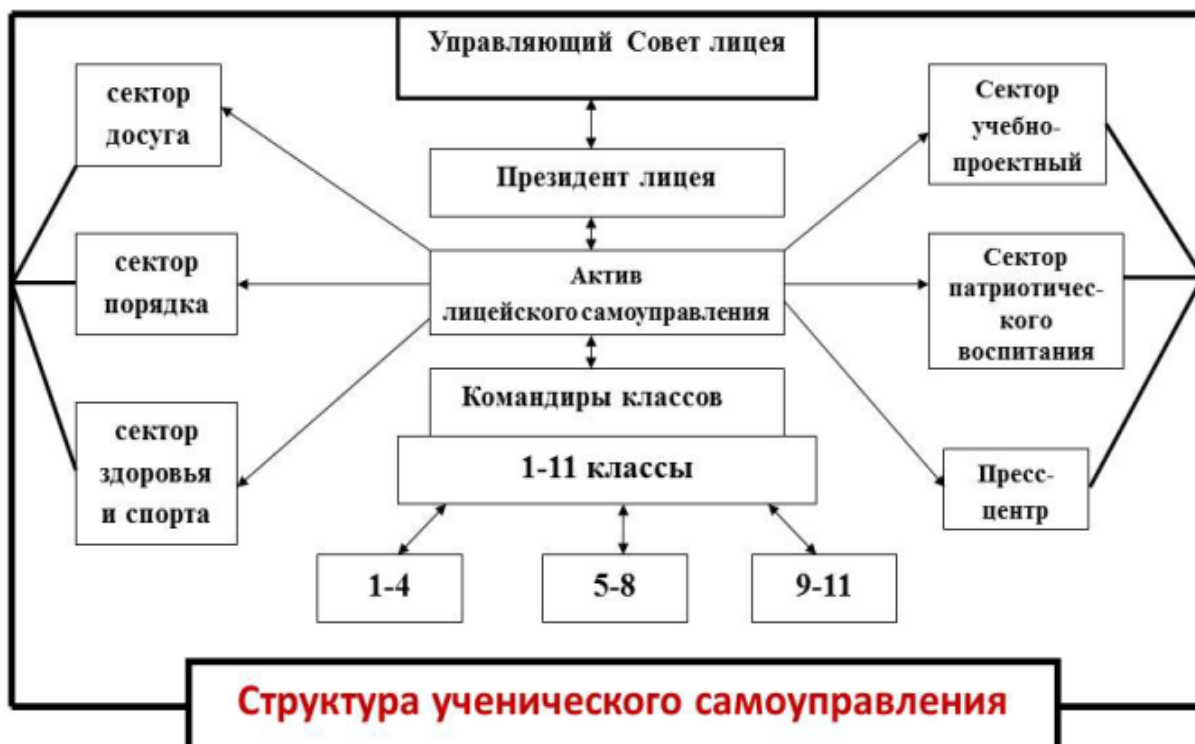 Управляющий Совет лицея
сектор
досуга
Сектор
учебно-
проектный
Президент лицея
сектор
порядка
Актив
лицейского самоуправления
Сектор
патриотичес-
кого
воспитания
Командиры классов
сектор
здоровья
и спорта
1-11 классы
Пресс-
центр
1-4
5-8
9-11
Структура ученического самоуправления